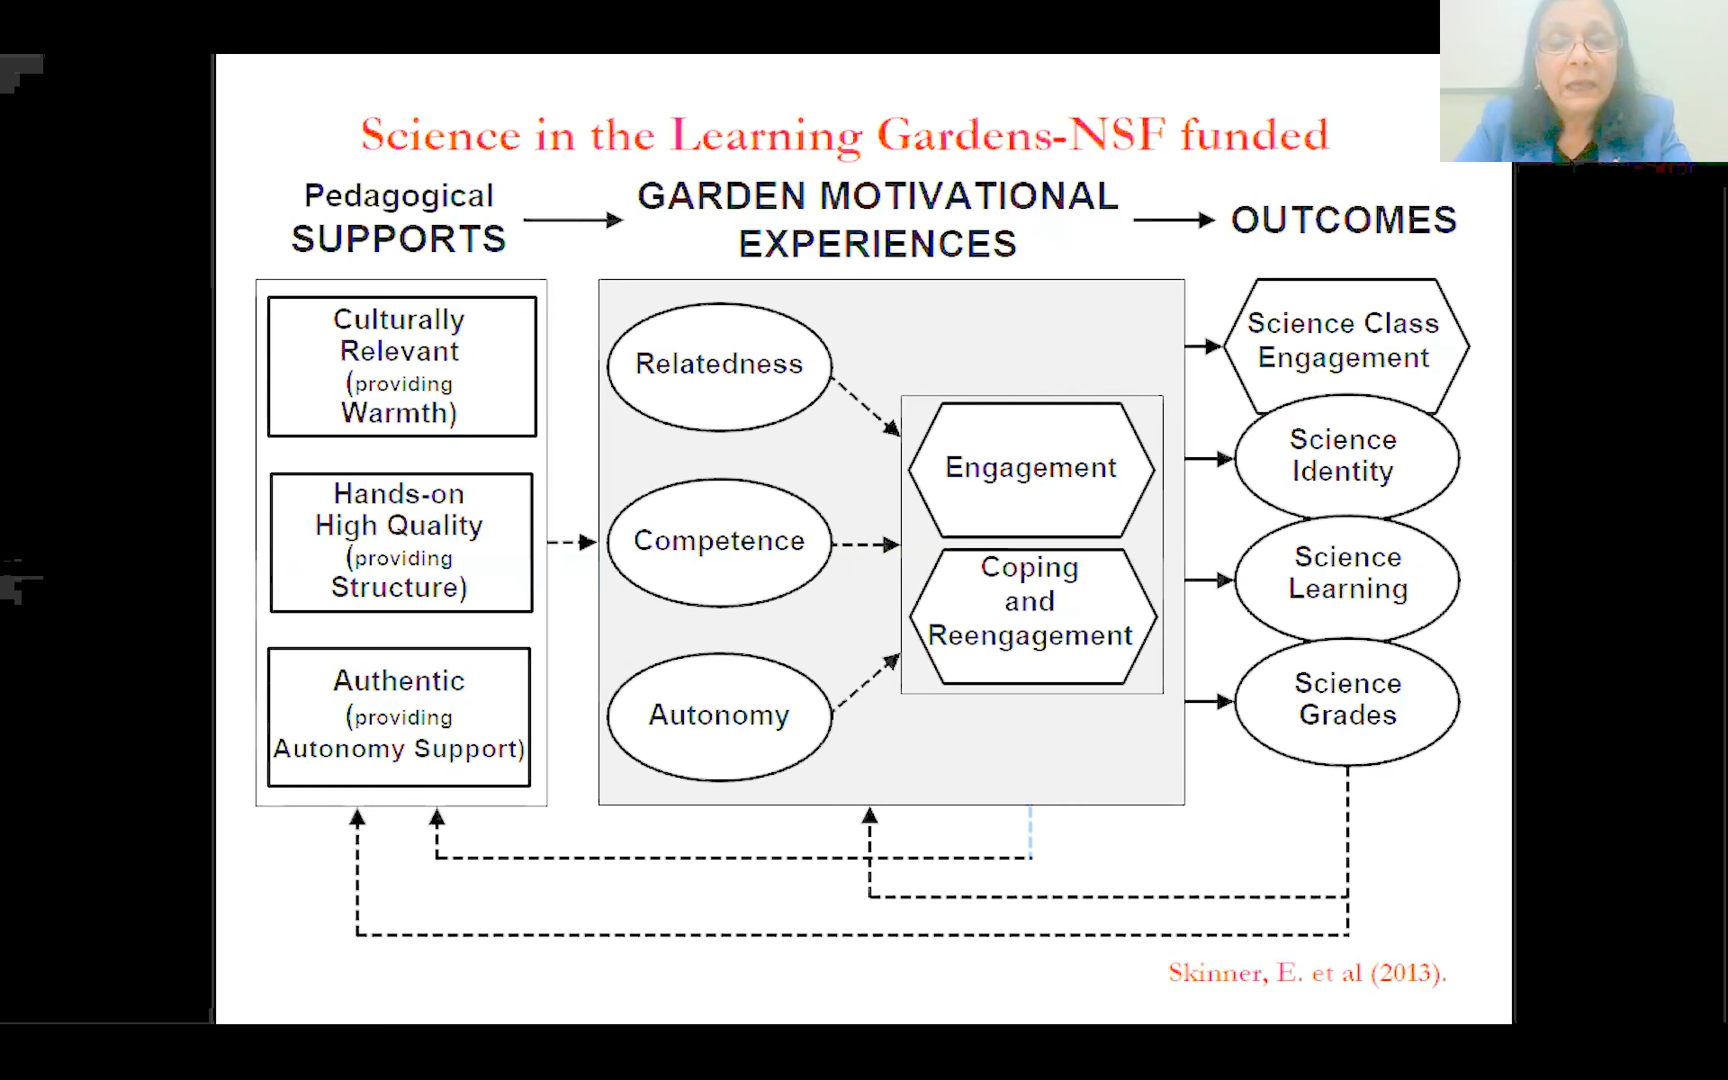 Science in the Learning Gardens-NSF funded
Pedagogical
SUPPORTS
GARDEN MOTIVATIONAL
EXPERIENCES
OUTCOMES
Culturally
Relevant
(providing
Warmth)
Hands-on
High Quality
(providing
Structure)
Authentic
(providing
Autonomy Support)
Relatedness
Competence
Autonomy
Engagement
Coping
and
Reengagement
Science Class
Engagement
Science
Identity
Science
Learning
Science
Grades
Skinner, E. et al (2013).